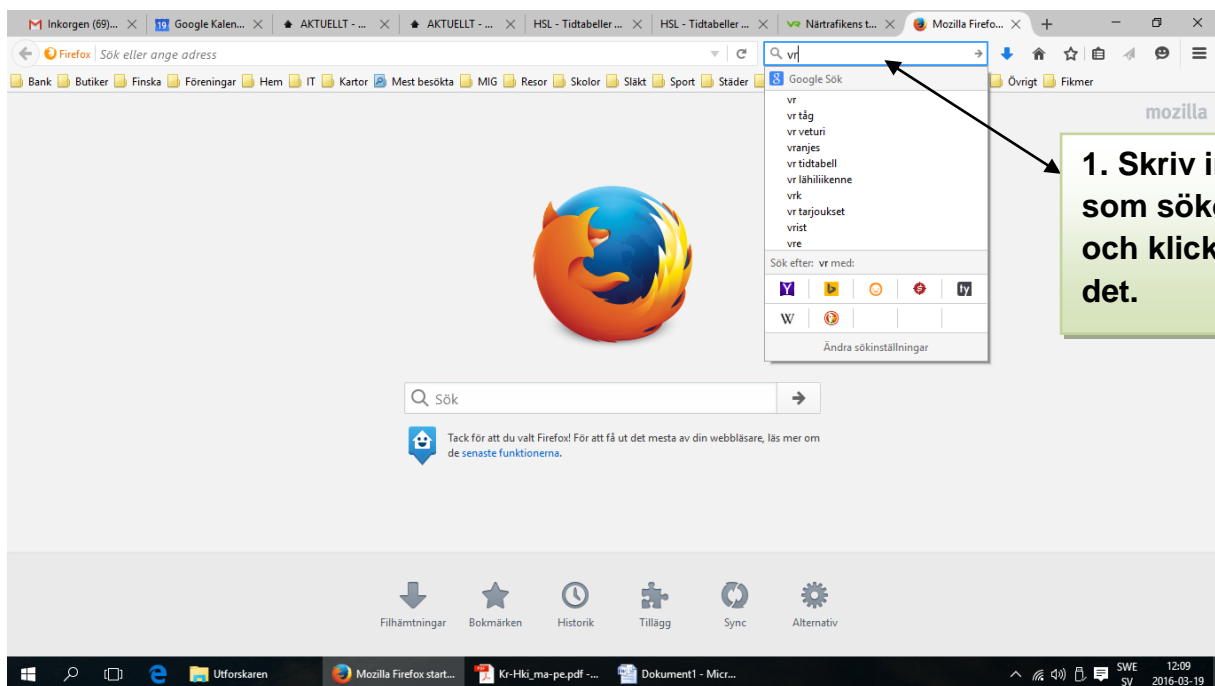 Inkorgen (69)... 19 Google Kalen... AKTUELLT - ... AKTUELLT - ... HSL - Tidtabeller ... HSL - Tidtabeller ... VR Närtrafikens t... Mozilla Firefo... +
Firefox Sök eller ange adress vr
Bank Butiker Finska Föreningar Hem IT Kartor Mest besökta MIG Resor Skolor Släkt Sport Städer Övrigt Fikmer
8 Google Sök
vr
vr tåg
vr veturi
vranjes
vr tidtabell
vr lähiliikenne
vrk
vr tarjoukset
vrist
vre
Sök efter: vr med:
Y b ty
W
Ändra sökinställningar
mozilla
1. Skriv
som
och
det.
Sök
Tack för att du valt Firefox! För att få ut det mesta av din webbläsare, läs mer om
de senaste funktionerna.
Filhämtningar Bokmärken Historik Tillägg Sync Alternativ
Utforskaren Mozilla Firefox start... Kr-Hki_ma-pe.pdf -... Dokument1 - Micr... SWE 12:09
SV 2016-03-19